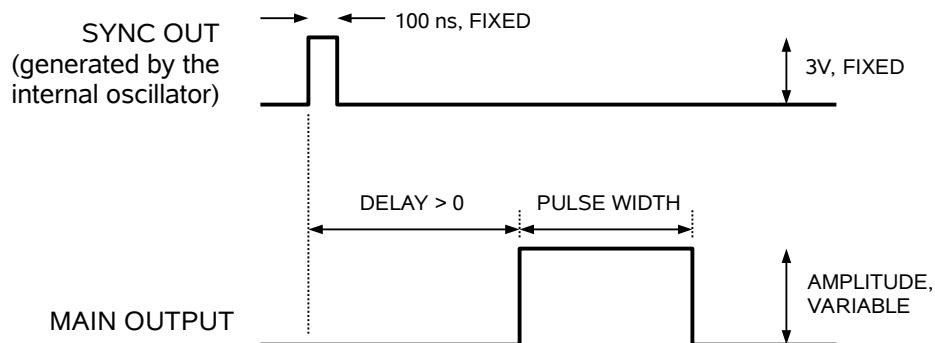 100 ns, FIXED
SYNC OUT
(generated by the
internal oscillator)
3V, FIXED
DELAY > 0
PULSE WIDTH
AMPLITUDE,
VARIABLE
MAIN OUTPUT